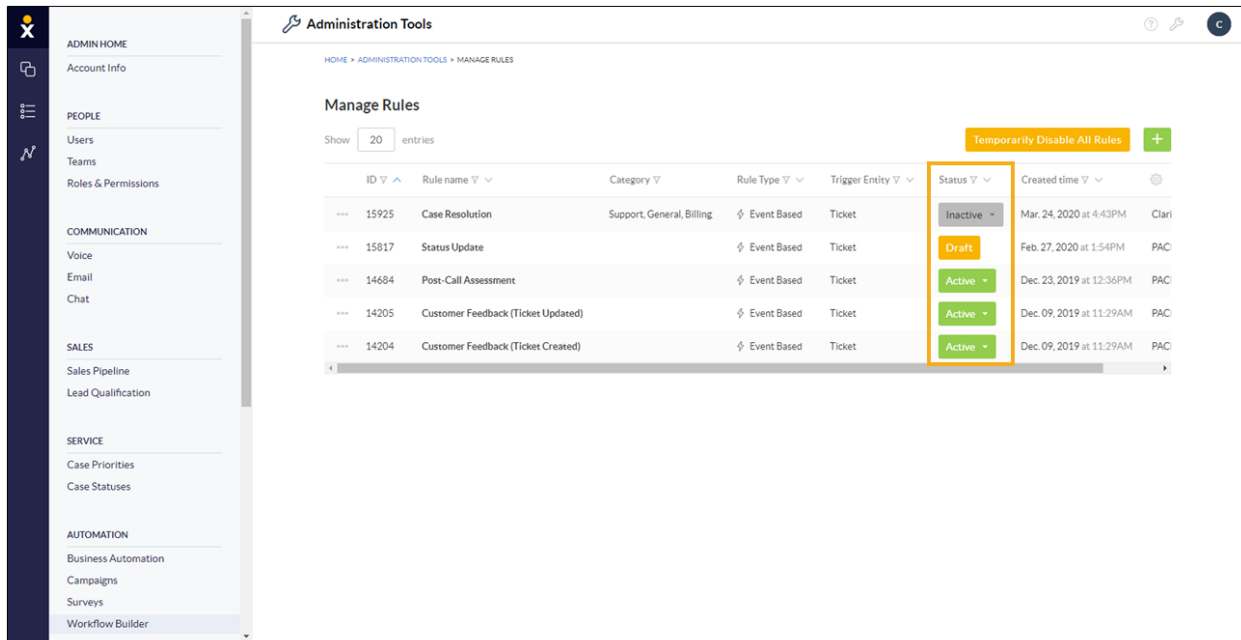 Administration Tools
C
ADMIN HOME
Account Info
PEOPLE
Users
Teams
Roles & Permissions
COMMUNICATION
Voice
Email
Chat
SALES
Sales Pipeline
Lead Qualification
SERVICE
Case Priorities
Case Statuses
AUTOMATION
Business Automation
Campaigns
Surveys
Workflow Builder
HOME > ADMINISTRATION TOOLS > MANAGE RULES
Manage Rules
Show 20 entries
Temporarily Disable All Rules +
ID Rule name Category Rule Type Trigger Entity Status Created time
15925 Case Resolution Support, General, Billing Event Based Ticket Inactive Mar. 24, 2020 at 4:43PM Clari
15817 Status Update Event Based Ticket Draft Feb. 27, 2020 at 1:54PM PACI
14684 Post-Call Assessment Event Based Ticket Active Dec. 23, 2019 at 12:36PM PACI
14205 Customer Feedback (Ticket Updated) Event Based Ticket Active Dec. 09, 2019 at 11:29AM PACI
14204 Customer Feedback (Ticket Created) Event Based Ticket Active Dec. 09, 2019 at 11:29AM PACI